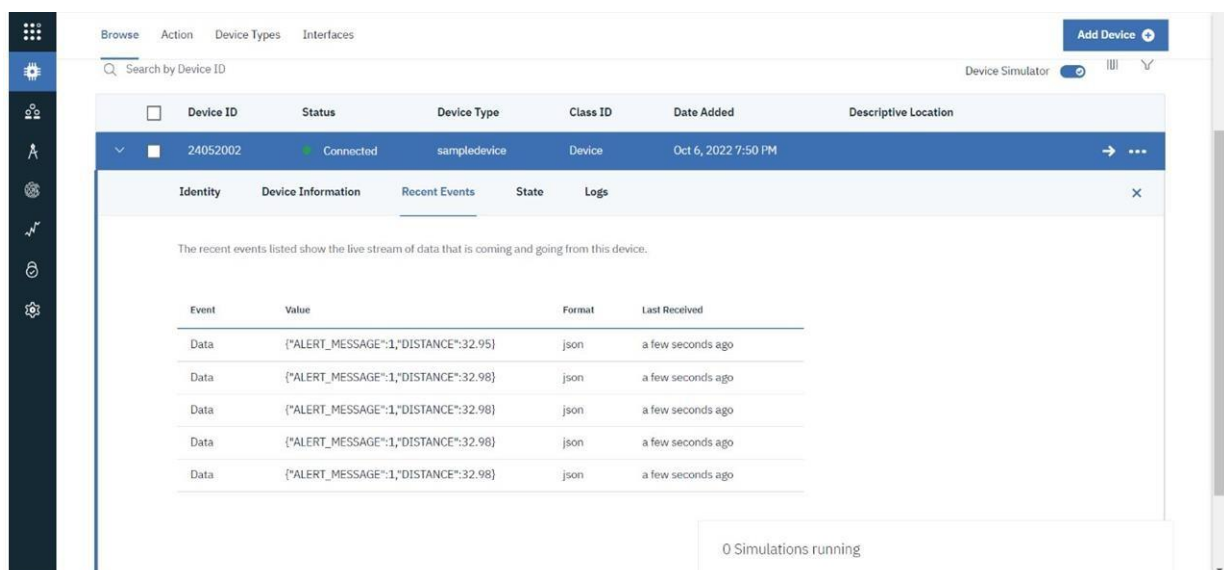 Browse Action Device Types Interfaces Add Device
Search by Device ID Device Simulator
Device ID Status Device Type Class ID Date Added Descriptive Location
24052002 Connected sampledevice Device Oct 6, 2022 7:50 PM
Identity Device Information Recent Events State Logs
The recent events listed show the live stream of data that is coming and going from this device.
Event Value Format Last Received
Data {"ALERT_MESSAGE":1,"DISTANCE":32.95} json a few seconds ago
Data {"ALERT_MESSAGE":1,"DISTANCE":32.98} json a few seconds ago
Data {"ALERT_MESSAGE":1,"DISTANCE":32.98} json a few seconds ago
Data {"ALERT_MESSAGE":1,"DISTANCE":32.98} json a few seconds ago
Data {"ALERT_MESSAGE":1,"DISTANCE":32.98} json a few seconds ago
0 Simulations running